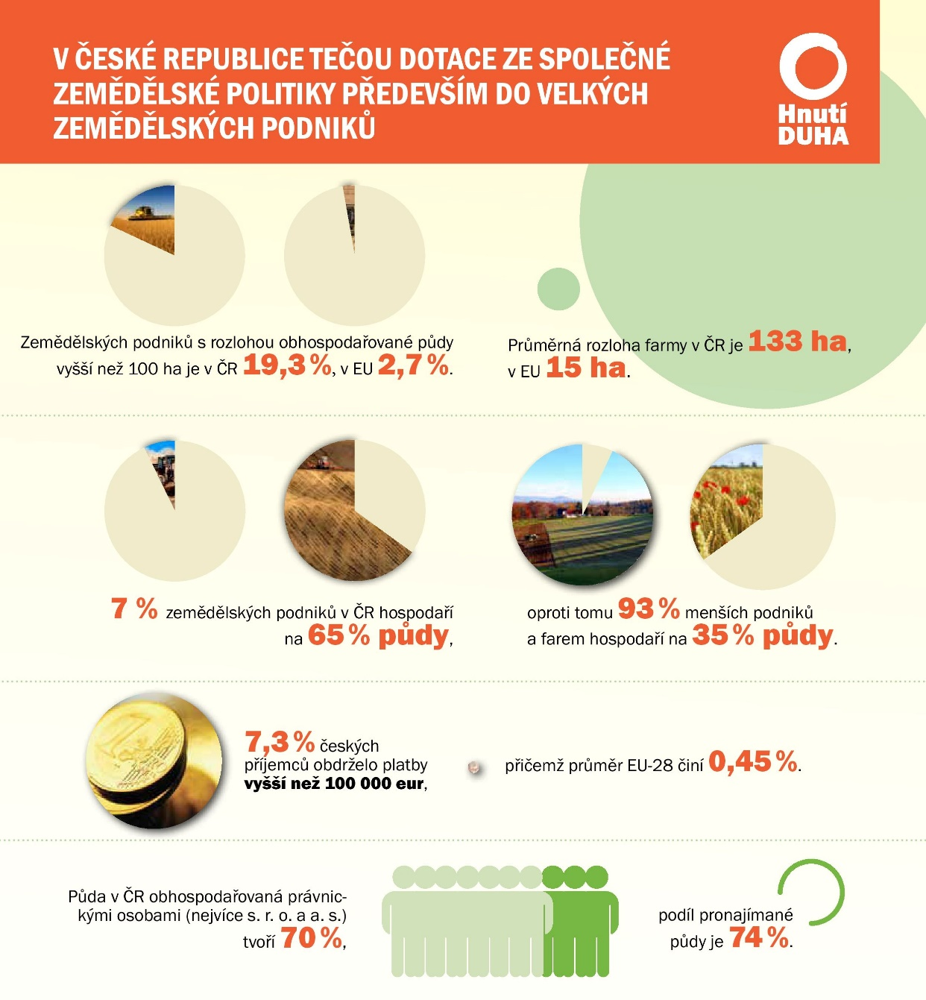 V ČESKÉ REPUBLICE TEČOU DOTACE ZE SPOLEČNÉ
ZEMĚDĚLSKÉ POLITIKY PŘEDEVŠÍM DO VELKÝCH
ZEMĚDĚLSKÝCH PODNIKŮ
Hnutí
DUHA
Zemědělských podniků s rozlohou obhospodařované půdy
vyšší než 100 ha je v ČR 19,3 %, v EU 2,7 %.
Průměrná rozloha farmy v ČR je 133 ha,
v EU 15 ha.
7 % zemědělských podniků v ČR hospodaří
na 65 % půdy,
oproti tomu 93 % menších podniků
a farem hospodaří na 35 % půdy.
7,3 % českých
příjemců obdrželo platby
vyšší než 100 000 eur,
přičemž průměr EU-28 činí 0,45 %.
Půda v ČR obhospodařovaná právnic-
kými osobami (nejvíce s. r. o. a a. s.)
tvoří 70 %,
podíl pronajímané
půdy je 74 %.